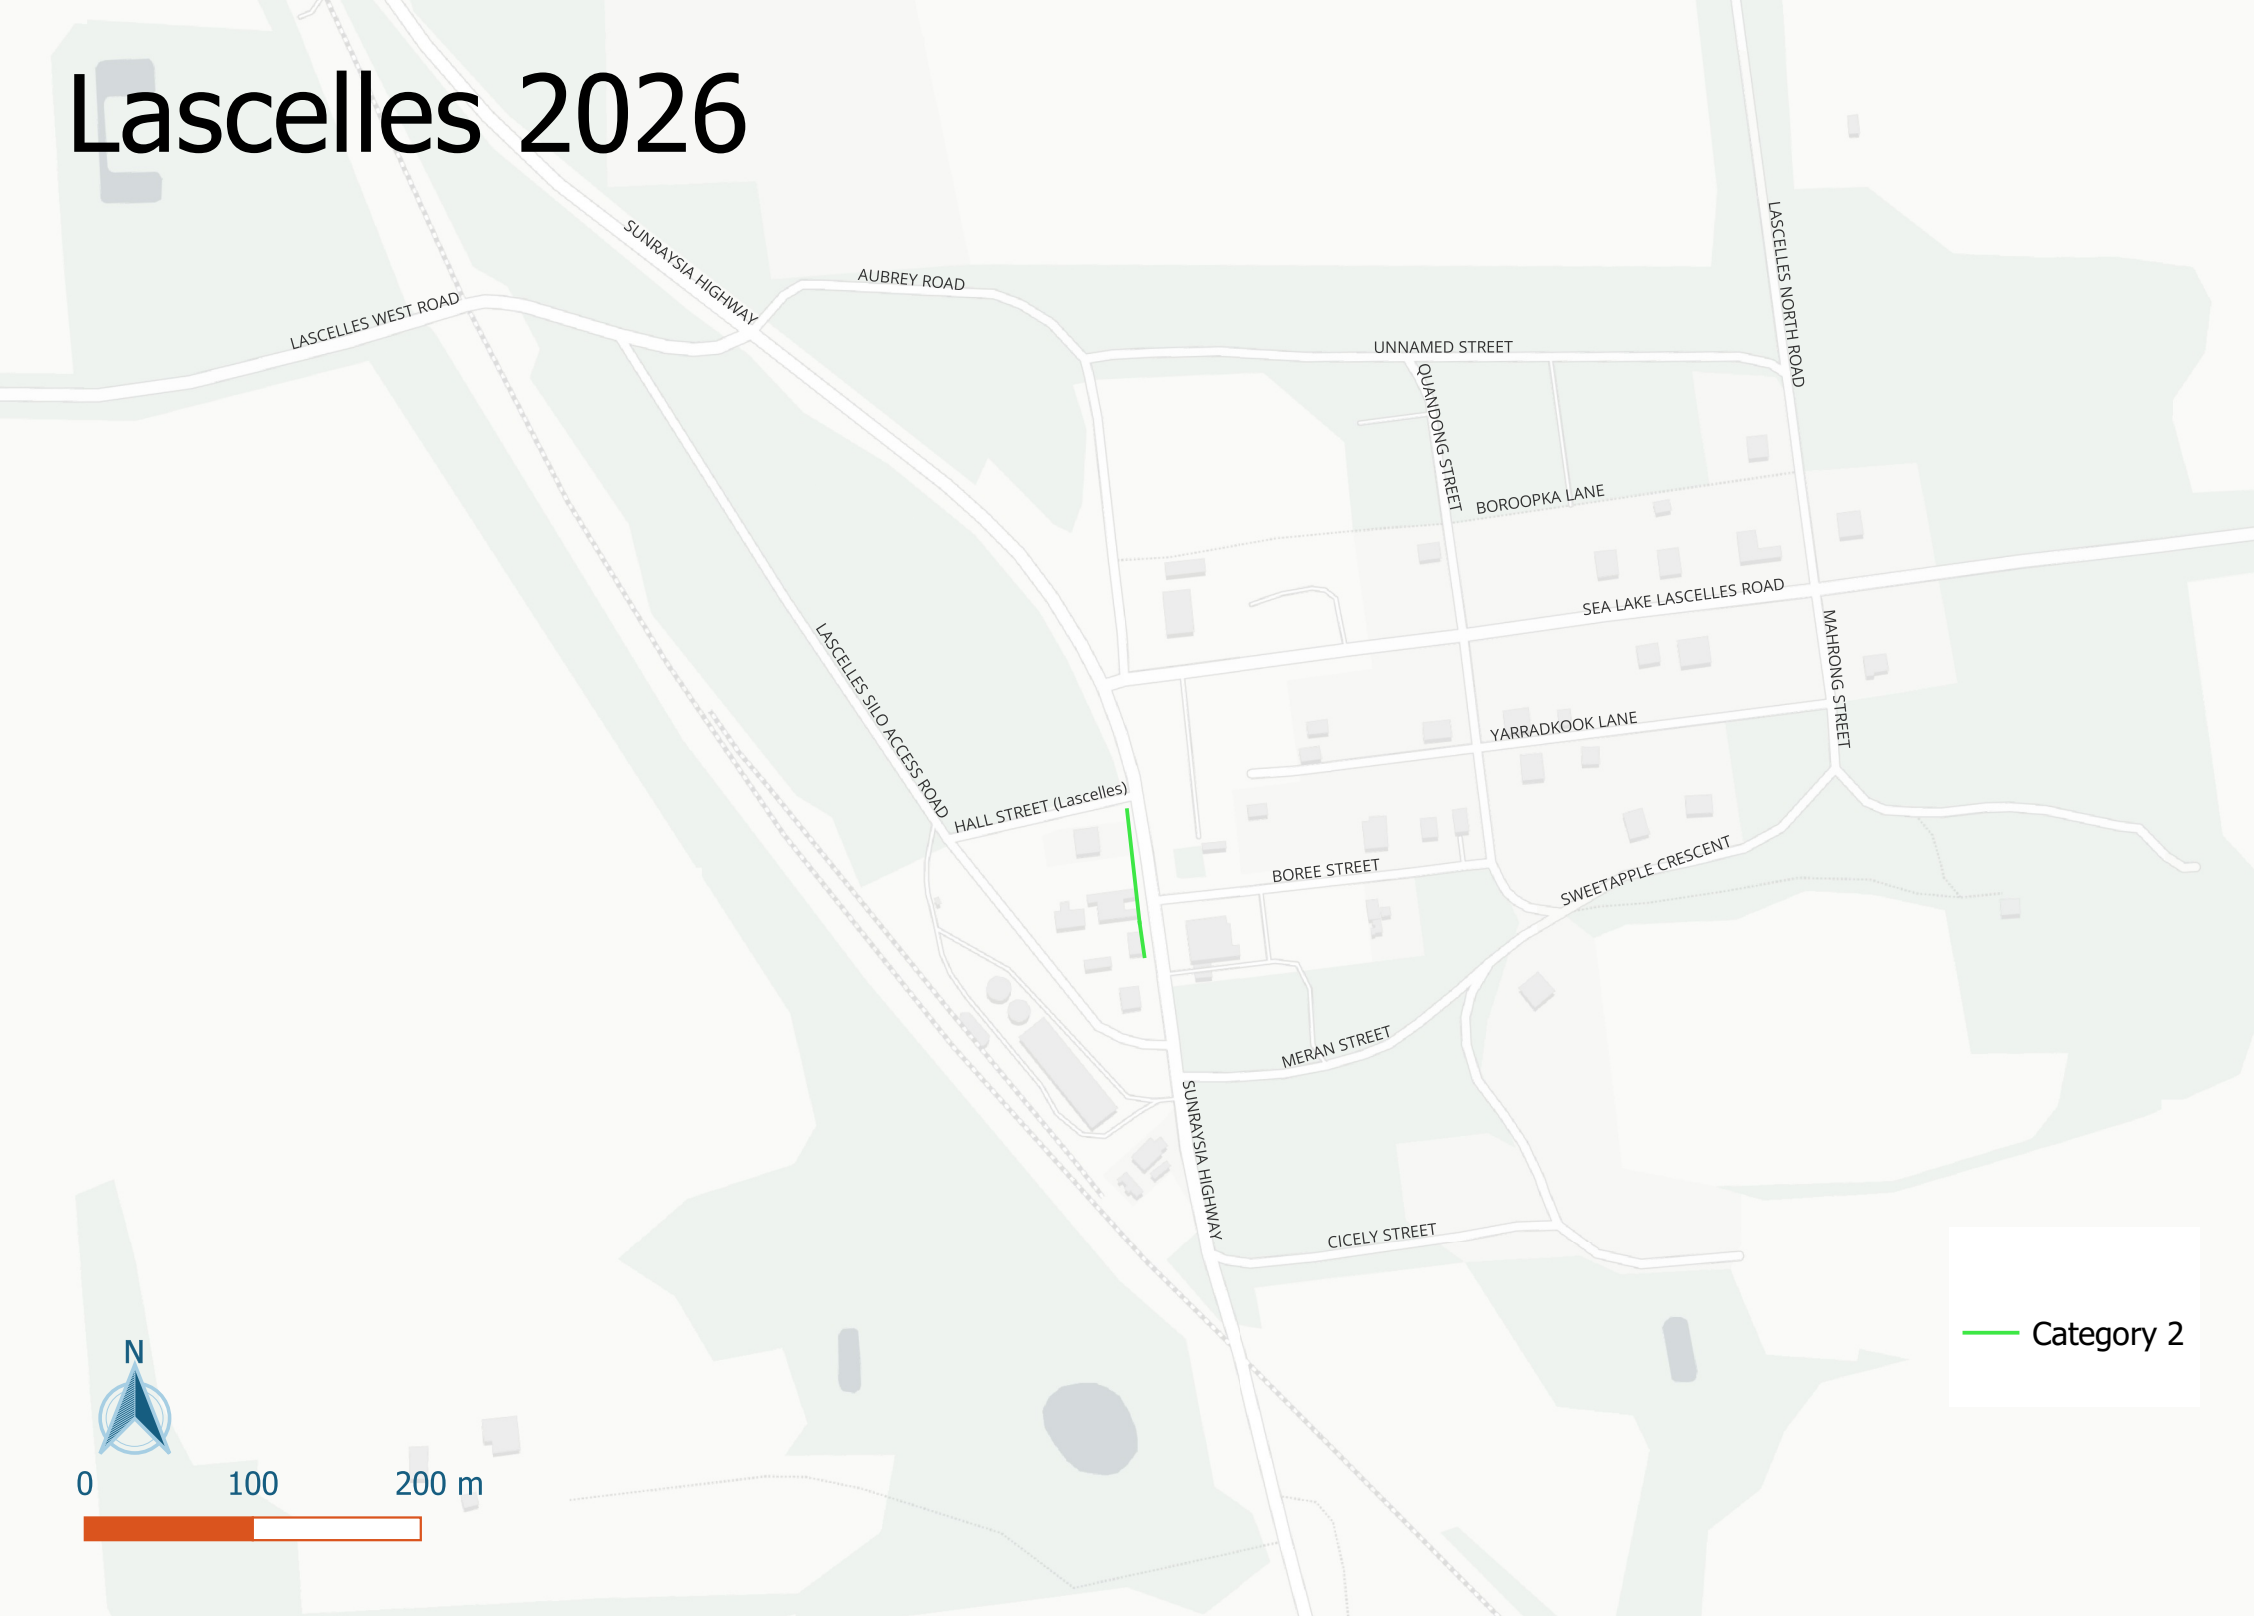 Lascelles 2026
SUNRAYSIA HIGHWAY
AUBREY ROAD
LASCELLES WEST ROAD
LASCELLES NORTH ROAD
UNNAMED STREET
QUANDONG STREET
BOROOPKA LANE
SEA LAKE LASCELLES ROAD
MAHRONG STREET
LASCELLES SILO ACCESS ROAD
YARRADKOOK LANE
HALL STREET (Lascelles)
BOREE STREET
SWEETAPPLE CRESCENT
MERAN STREET
SUNRAYSIA HIGHWAY
CICELY STREET
Category 2
N
0 100 200 m